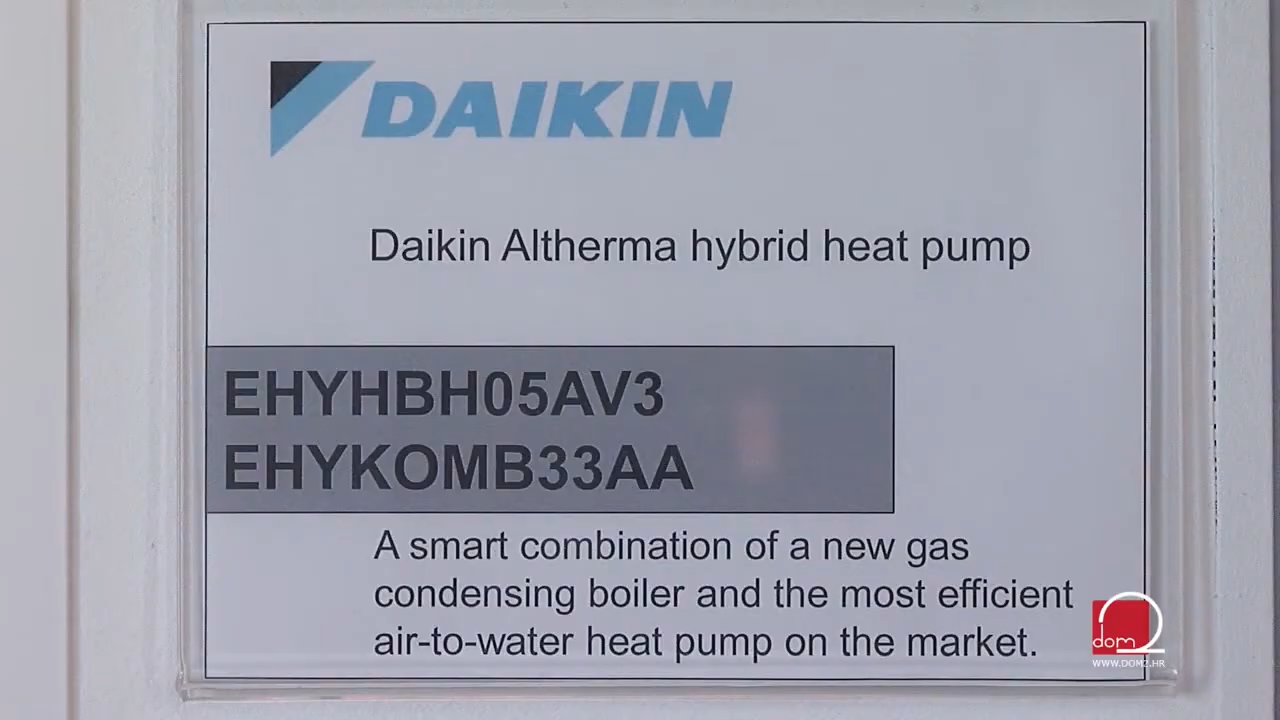 DAIKIN
Daikin Altherma hybrid heat pump
EHYHBH05AV3
EHYKOMB33AA
A smart combination of a new gas
condensing boiler and the most efficient
air-to-water heat pump on the market.
dom2
WWW.DOM2.HR